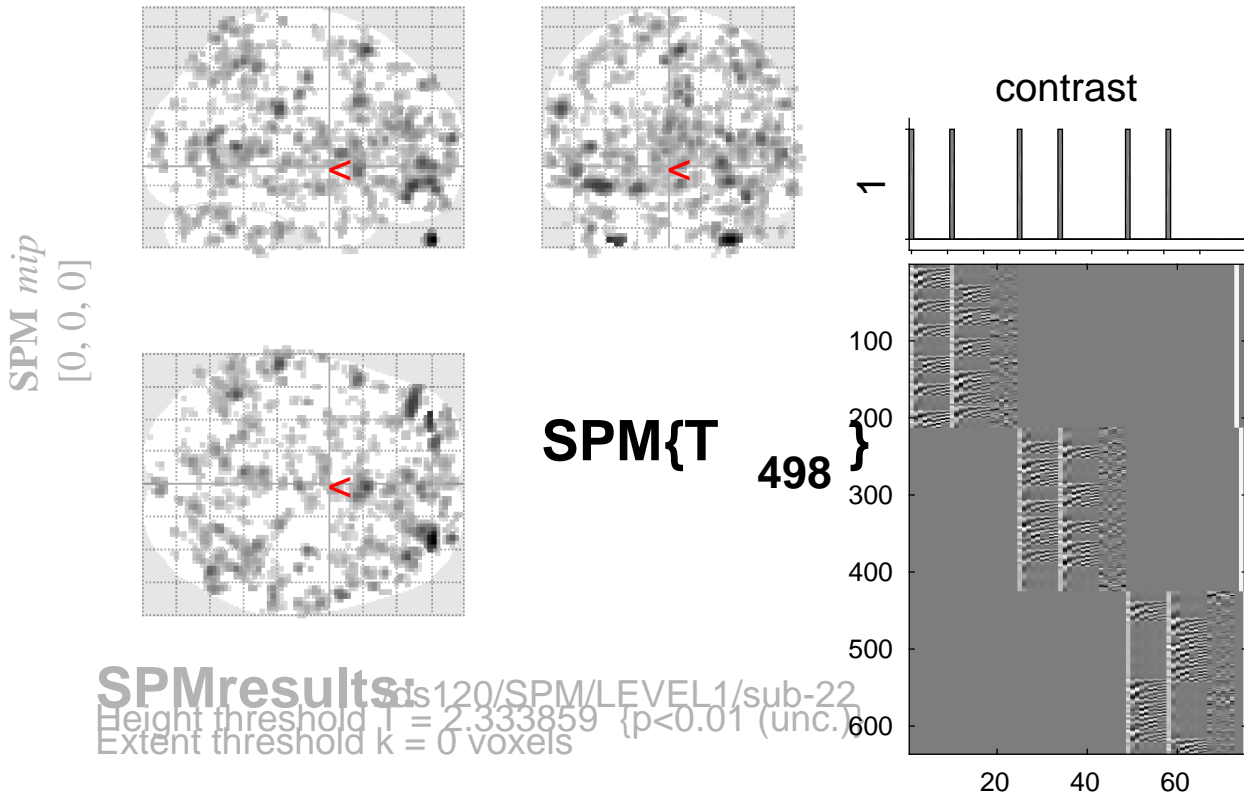 SPM mip
[0, 0, 0]
<
<
<
SPM{T498}
contrast
1
100
200
300
400
500
600
20 40 60
SPMresults: ./ds120/SPM/LEVEL1/sub-22
Height threshold T = 2.333859 {p<0.01 (unc.)}
Extent threshold k = 0 voxels